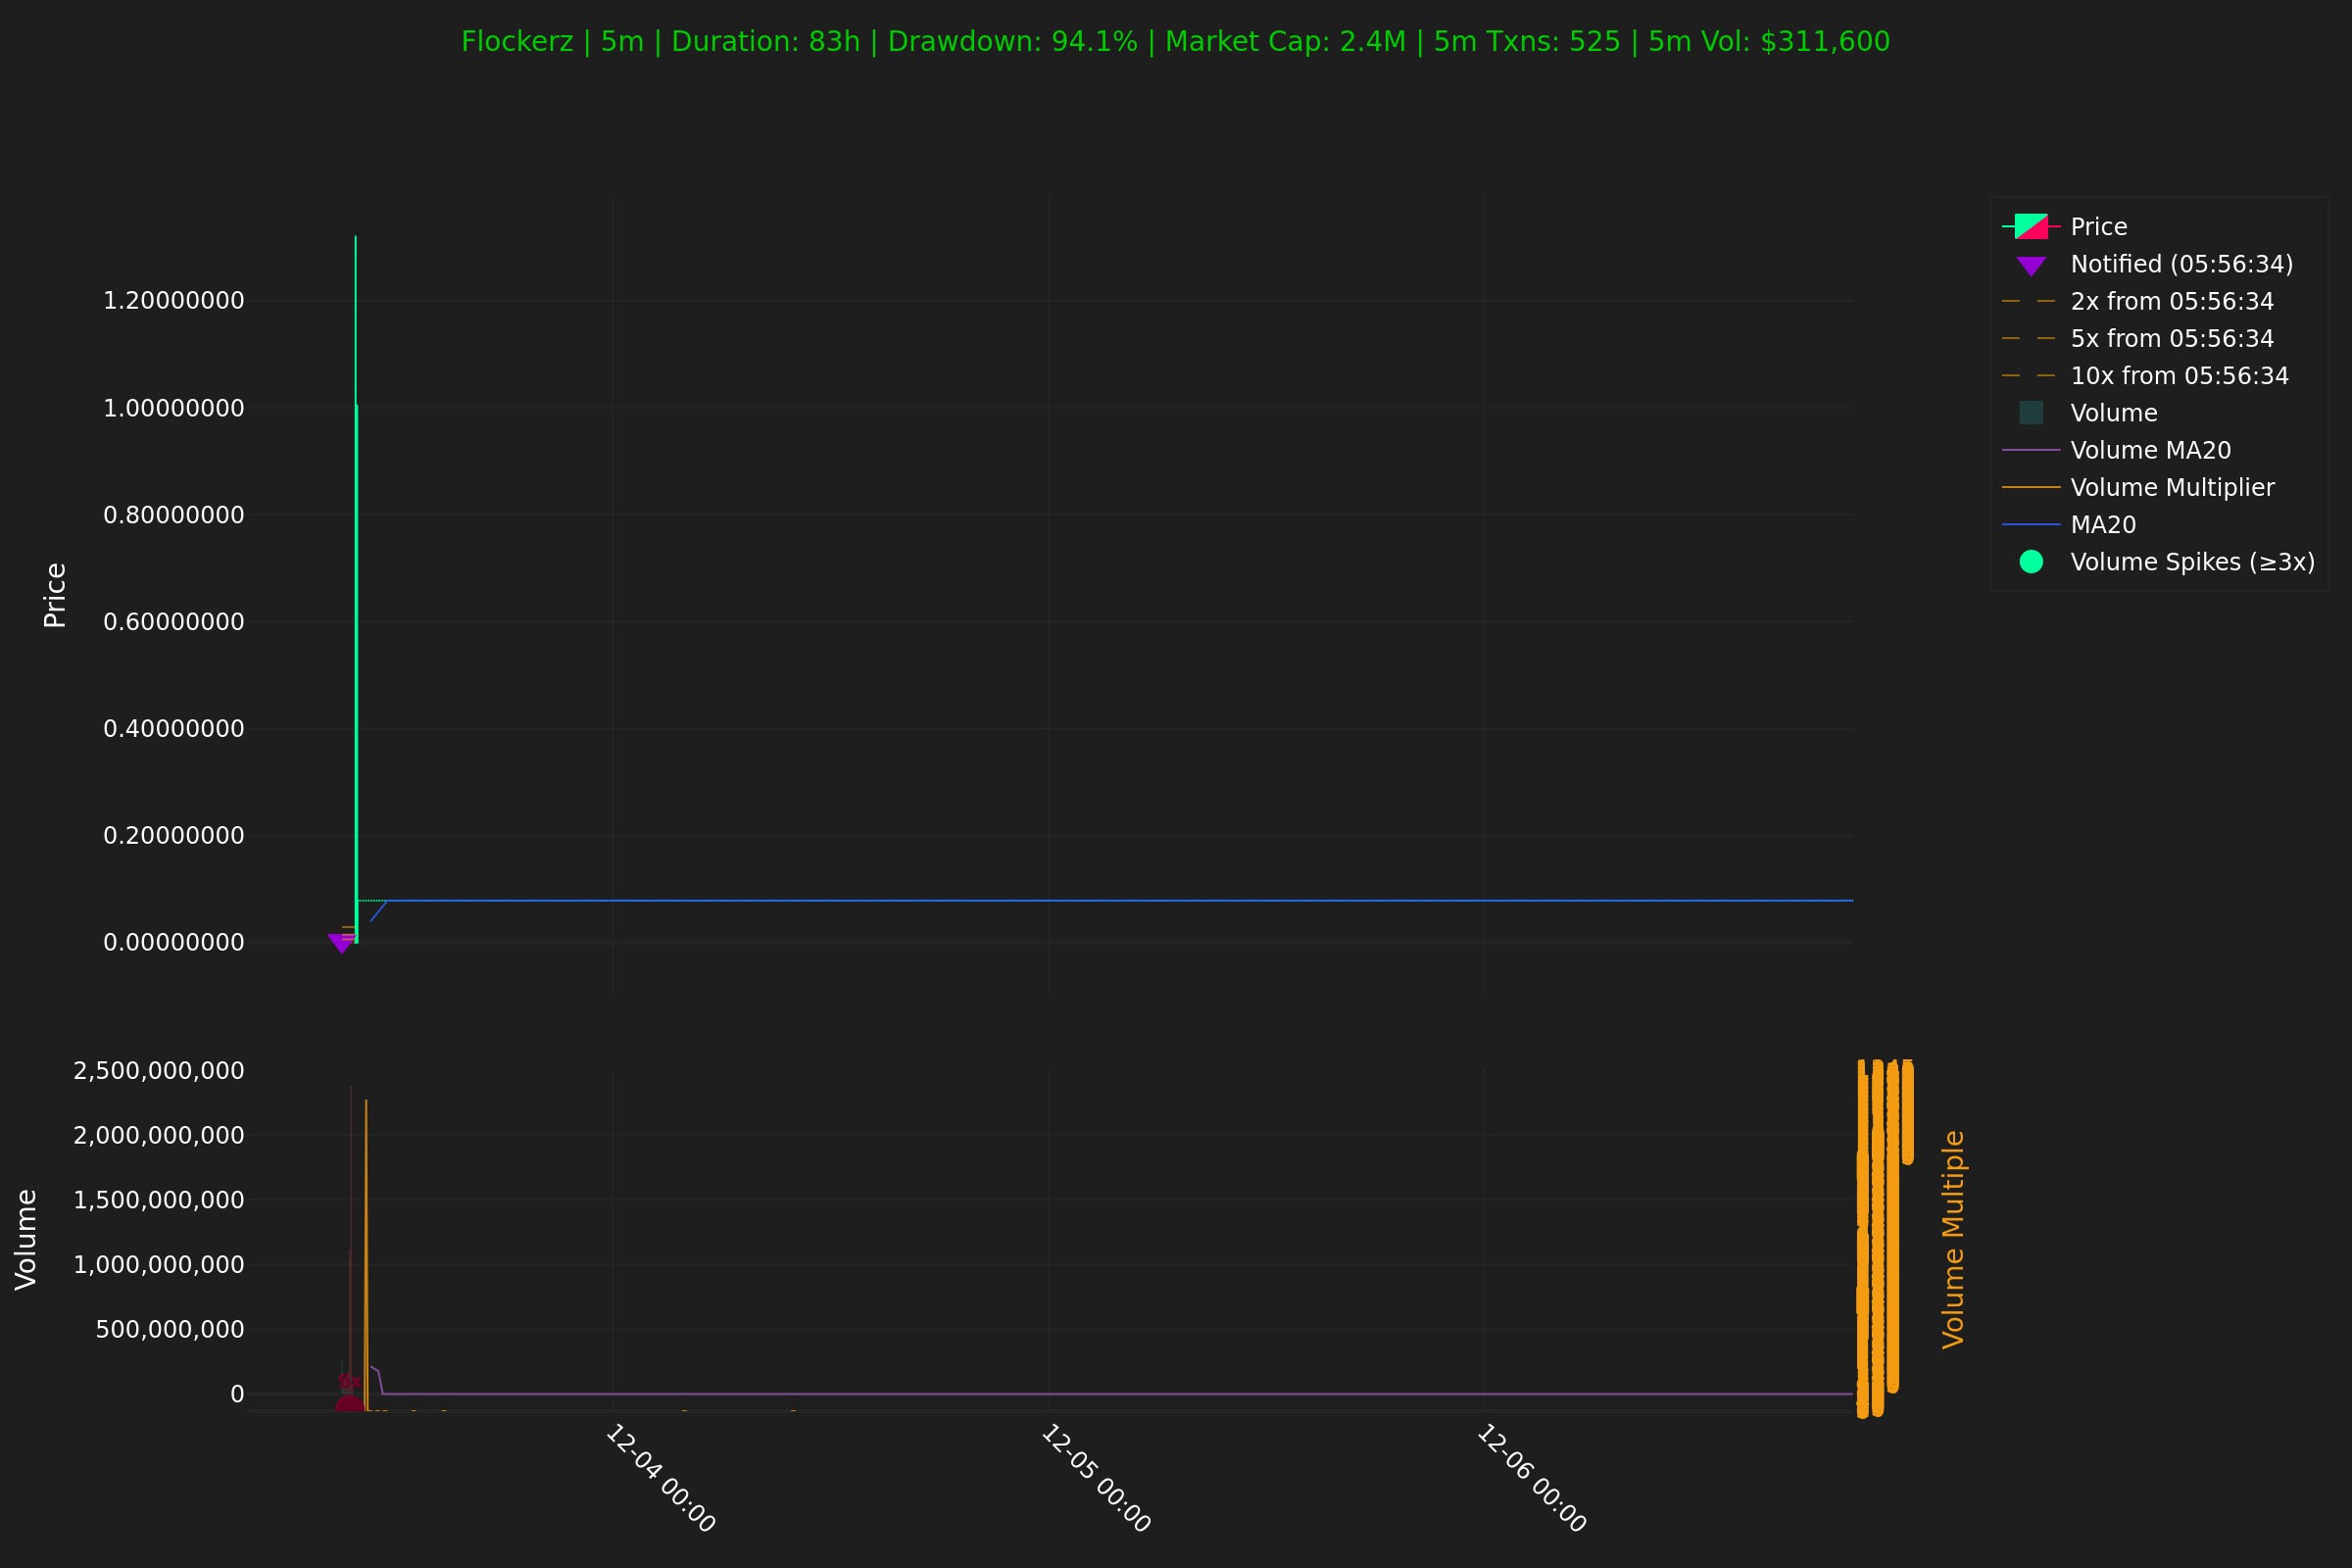 Flockerz | 5m | Duration: 83h | Drawdown: 94.1% | Market Cap: 2.4M | 5m Txns: 525 | 5m Vol: $311,600
Price
1.20000000
1.00000000
0.80000000
0.60000000
0.40000000
0.20000000
0.00000000
Price
Notified (05:56:34)
2x from 05:56:34
5x from 05:56:34
10x from 05:56:34
Volume
Volume MA20
Volume Multiplier
MA20
Volume Spikes (≥3x)
Volume
2,500,000,000
2,000,000,000
1,500,000,000
1,000,000,000
500,000,000
0
Volume Multiple
12-04 00:00
12-05 00:00
12-06 00:00